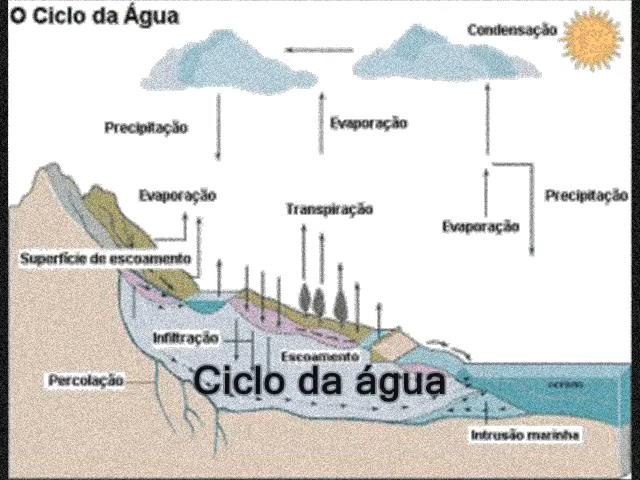 O Ciclo da Água
Condensação
Precipitação
Evaporação
Evaporação
Transpiração
Precipitação
Evaporação
Superfície de escoamento
Infiltração
Escoamento
Percolação
Ciclo da água
oceano
Intrusão marinha